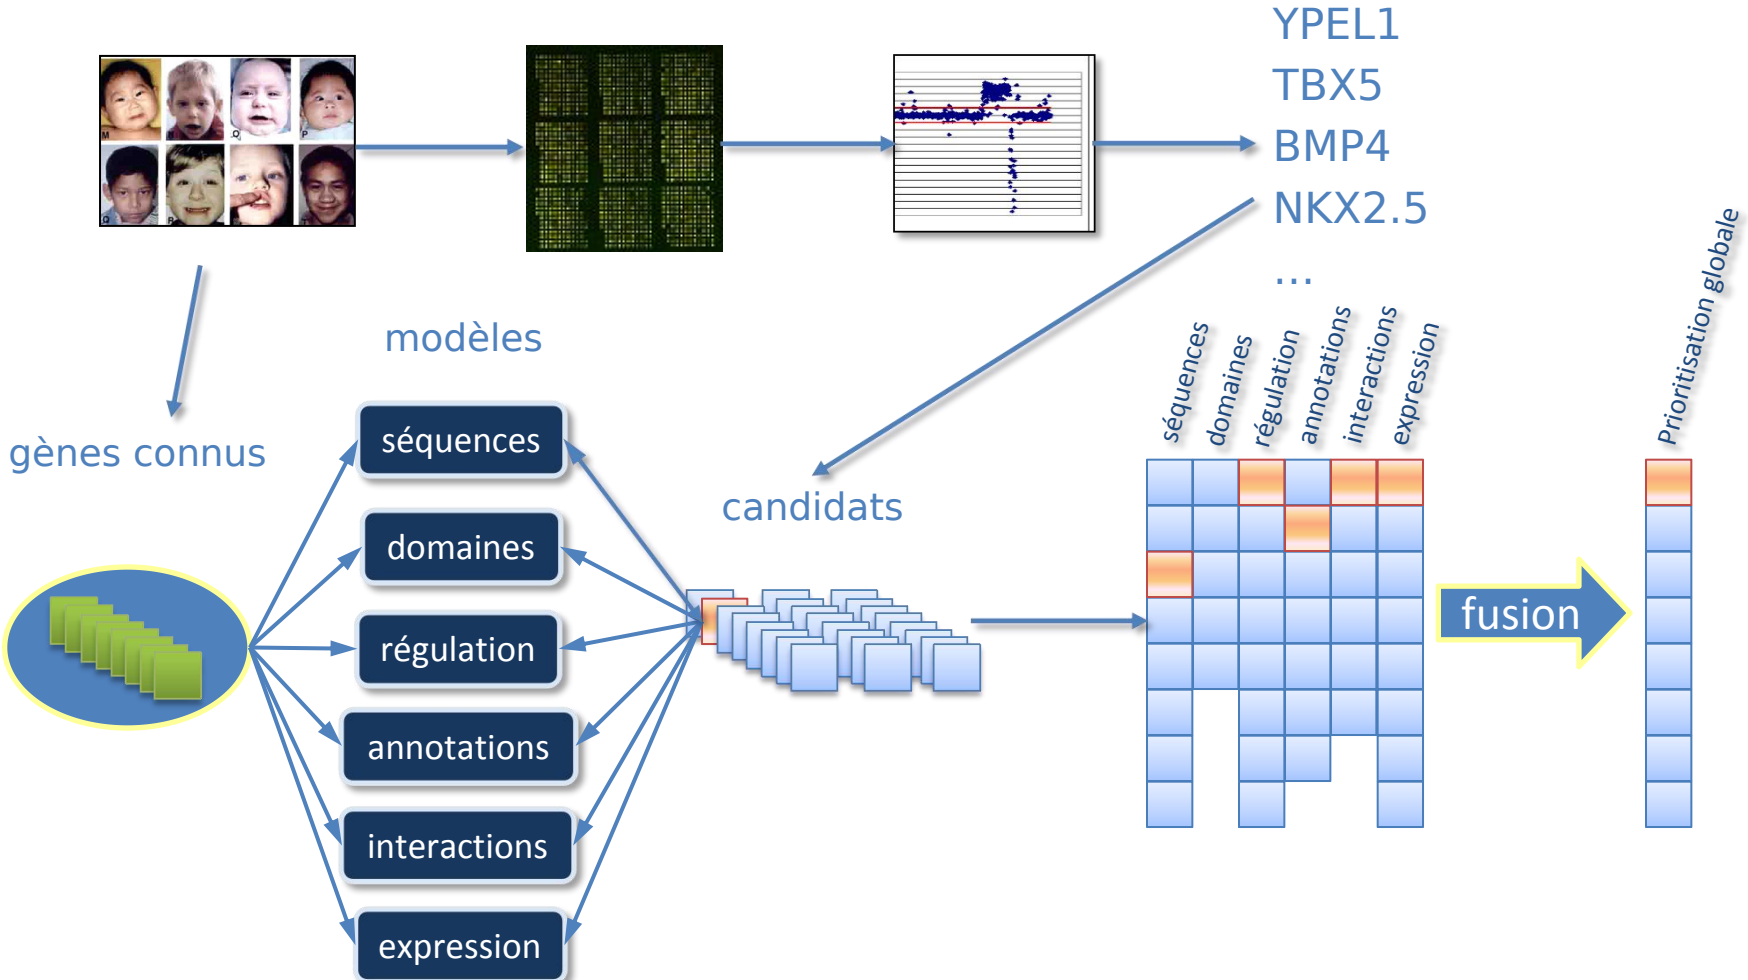 YPEL1
TBX5
BMP4
NKX2.5
...
modèles
gènes connus
séquences
domaines
régulation
annotations
interactions
expression
candidats
séquences
domaines
régulation
annotations
interactions
expression
fusion
Prioritisation globale